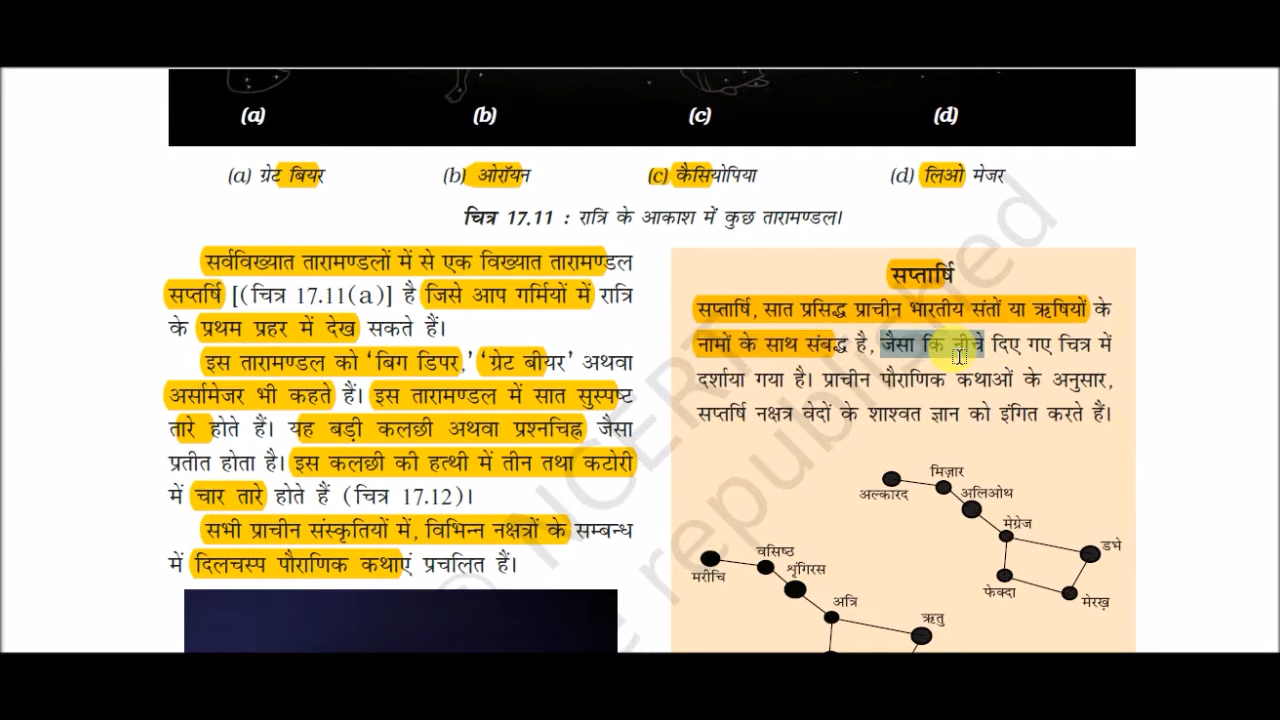 (a) (b) (c) (d)
(a) ग्रेट बियर (b) ओरॉयन (c) कैसियोपिया (d) लिओ मेजर
चित्र 17.11 : रात्रि के आकाश में कुछ तारामण्डल।
सर्वविख्यात तारामण्डलों में से एक विख्यात तारामण्डल
सप्तर्षि [(चित्र 17.11(a)] है जिसे आप गर्मियों में रात्रि
के प्रथम प्रहर में देख सकते हैं।
इस तारामण्डल को ‘बिग डिपर,’ ‘ग्रेट बीयर’ अथवा
अर्सामेजर भी कहते हैं। इस तारामण्डल में सात सुस्पष्ट
तारे होते हैं। यह बड़ी कलछी अथवा प्रश्नचिह्न जैसा
प्रतीत होता है। इस कलछी की हत्थी में तीन तथा कटोरी
में चार तारे होते हैं (चित्र 17.12)।
सभी प्राचीन संस्कृतियों में, विभिन्न नक्षत्रों के सम्बन्ध
में दिलचस्प पौराणिक कथाएं प्रचलित हैं।
सप्तार्षि
सप्तार्षि, सात प्रसिद्ध प्राचीन भारतीय संतों या ऋषियों के
नामों के साथ संबद्ध है, जैसा कि नीचे दिए गए चित्र में
दर्शाया गया है। प्राचीन पौराणिक कथाओं के अनुसार,
सप्तर्षि नक्षत्र वेदों के शाश्वत ज्ञान को इंगित करते हैं।
अल्कारद
मिज़ार
अलिओथ
मेग्रेज
डभे
फेक्दा
मेरख़
मरीचि
वसिष्ठ
शृंगिरस
अत्रि
ऋतु
© NCERT
e republished